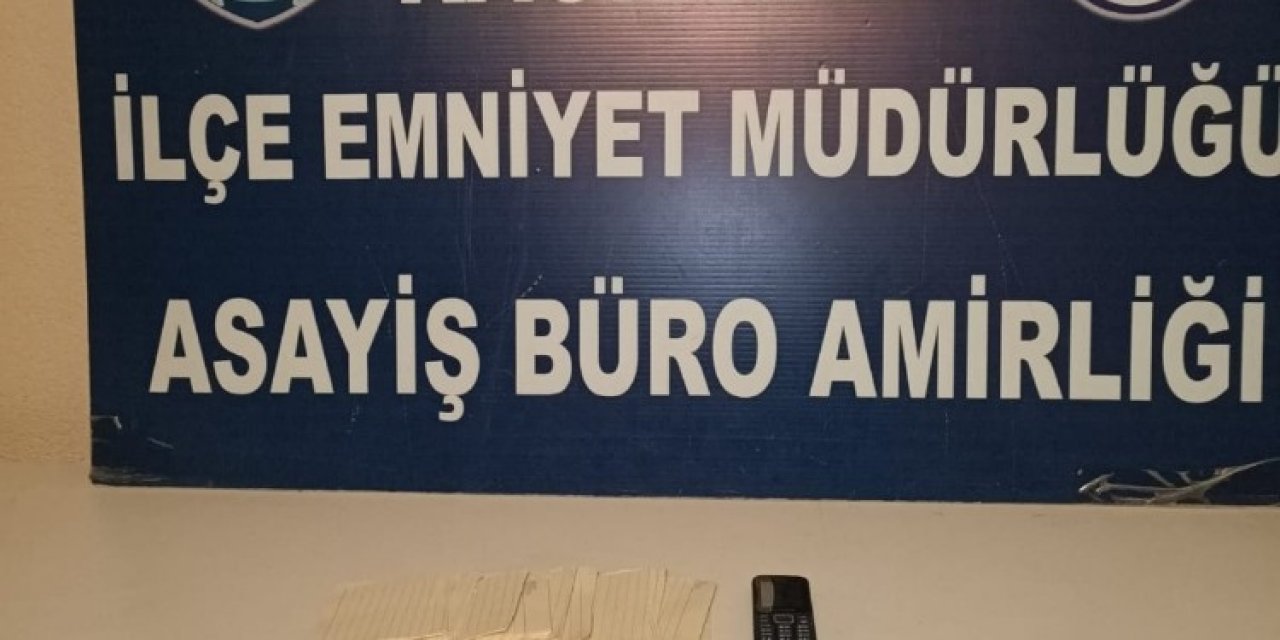 İLÇE EMNİYET MÜDÜRLÜĞÜ
ASAYİŞ BÜRO AMİRLİĞİ